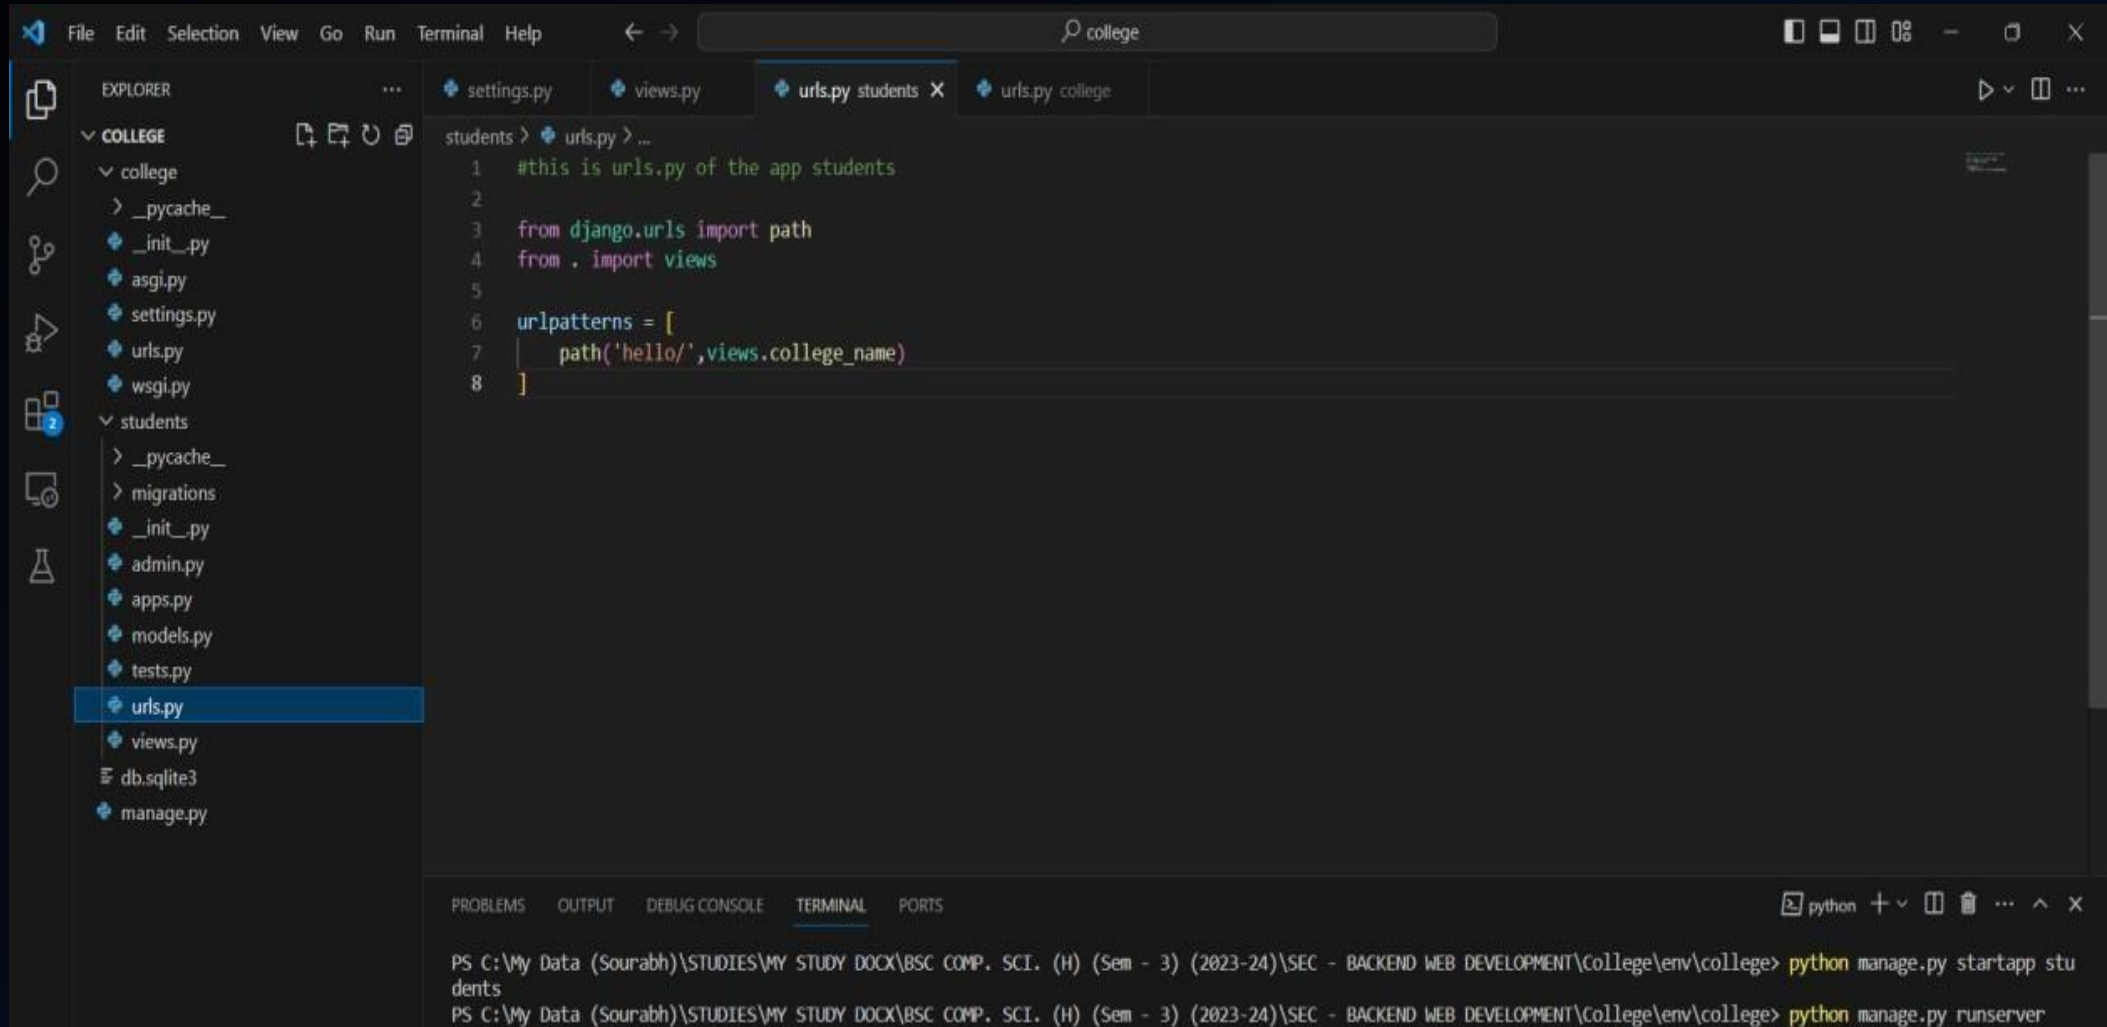 File Edit Selection View Go Run Terminal Help
college
EXPLORER
settings.py
views.py
urls.py students
urls.py college
COLLEGE
students > urls.py > ...
college
__pycache__
__init__.py
asgi.py
settings.py
urls.py
wsgi.py
students
__pycache__
migrations
__init__.py
admin.py
apps.py
models.py
tests.py
urls.py
views.py
db.sqlite3
manage.py
2
1 #this is urls.py of the app students
2
3 from django.urls import path
4 from . import views
5
6 urlpatterns = [
7 path('hello/',views.college_name)
8 ]
PROBLEMS OUTPUT DEBUG CONSOLE TERMINAL PORTS
python
PS C:\My Data (Sourabh)\STUDIES\MY STUDY DOCX\BSC COMP. SCI. (H) (Sem - 3) (2023-24)\SEC - BACKEND WEB DEVELOPMENT\College\env\college> python manage.py startapp stu
dents
PS C:\My Data (Sourabh)\STUDIES\MY STUDY DOCX\BSC COMP. SCI. (H) (Sem - 3) (2023-24)\SEC - BACKEND WEB DEVELOPMENT\College\env\college> python manage.py runserver